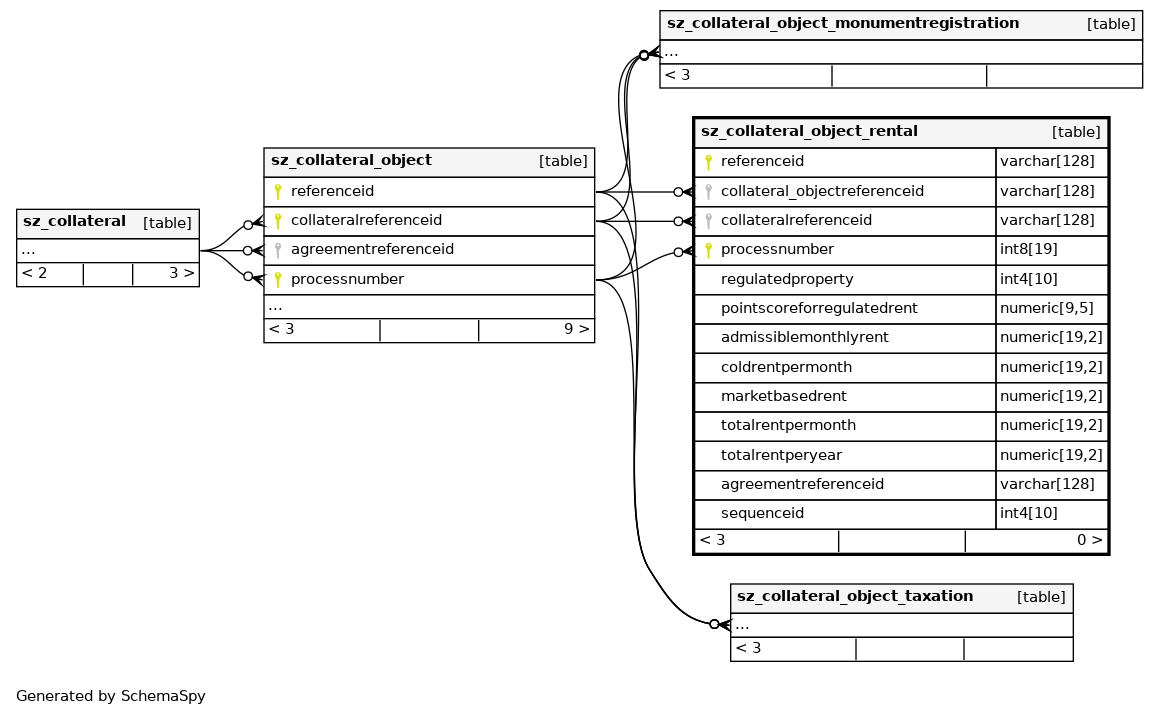 sz_collateral_object_monumentregistration [table]
...
< 3
sz_collateral_object_rental [table]
referenceid varchar[128]
collateral_objectreferenceid varchar[128]
collateralreferenceid varchar[128]
processnumber int8[19]
regulatedproperty int4[10]
pointscoreforregulatedrent numeric[9,5]
admissiblemonthlyrent numeric[19,2]
coldrentpermonth numeric[19,2]
marketbasedrent numeric[19,2]
totalrentpermonth numeric[19,2]
totalrentperyear numeric[19,2]
agreementreferenceid varchar[128]
sequenceid int4[10]
< 3 0 >
sz_collateral_object [table]
referenceid
collateralreferenceid
agreementreferenceid
processnumber
...
< 3 9 >
sz_collateral [table]
...
< 2 3 >
sz_collateral_object_taxation [table]
...
< 3
Generated by SchemaSpy